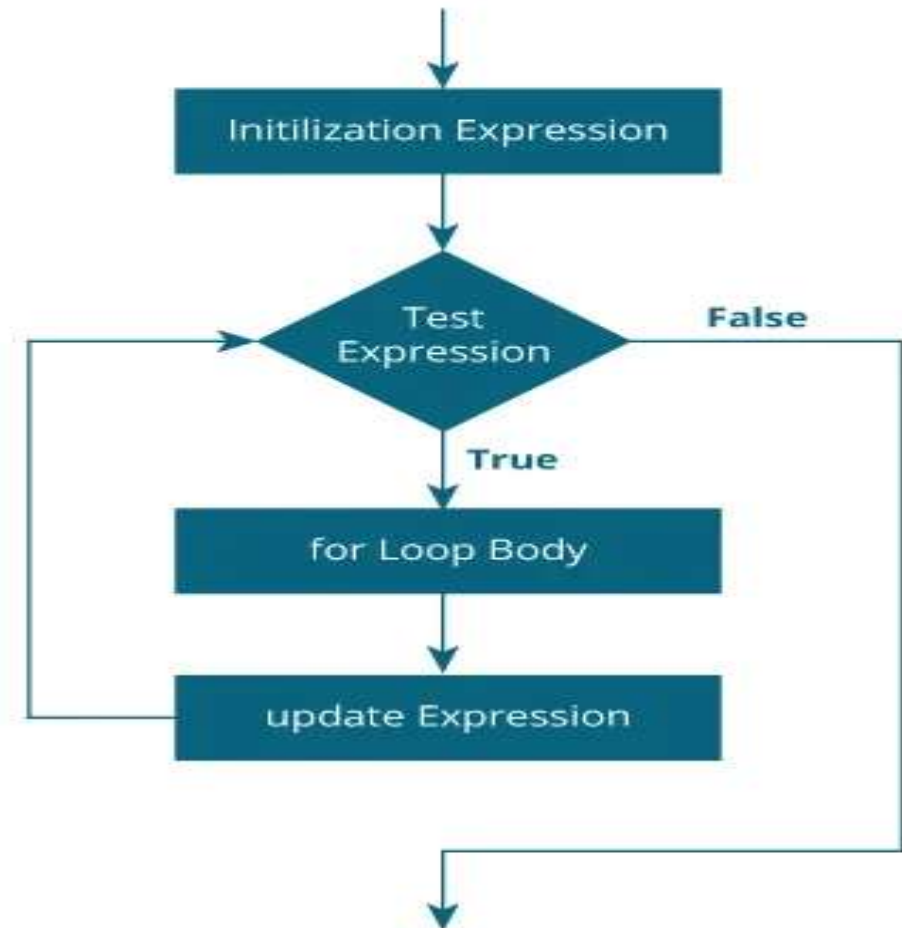 Initilization Expression
Test
Expression
False
True
for Loop Body
update Expression